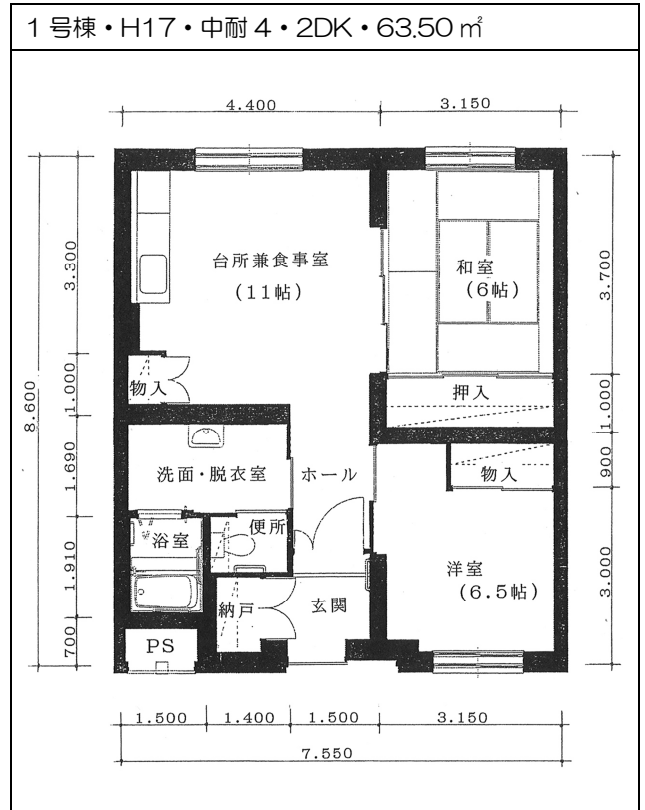 1号棟・H17・中耐4・2DK・63.50㎡
4.400
3.150
3.300
1.000
1.690
1.910
700
8.600
台所兼食事室
(11帖)
和室
(6帖)
3.700
1.000
900
3.000
物入
押入
洗面・脱衣室
ホール
物入
浴室
便所
洋室
(6.5帖)
納戸
玄関
PS
1.500
1.400
1.500
3.150
7.550